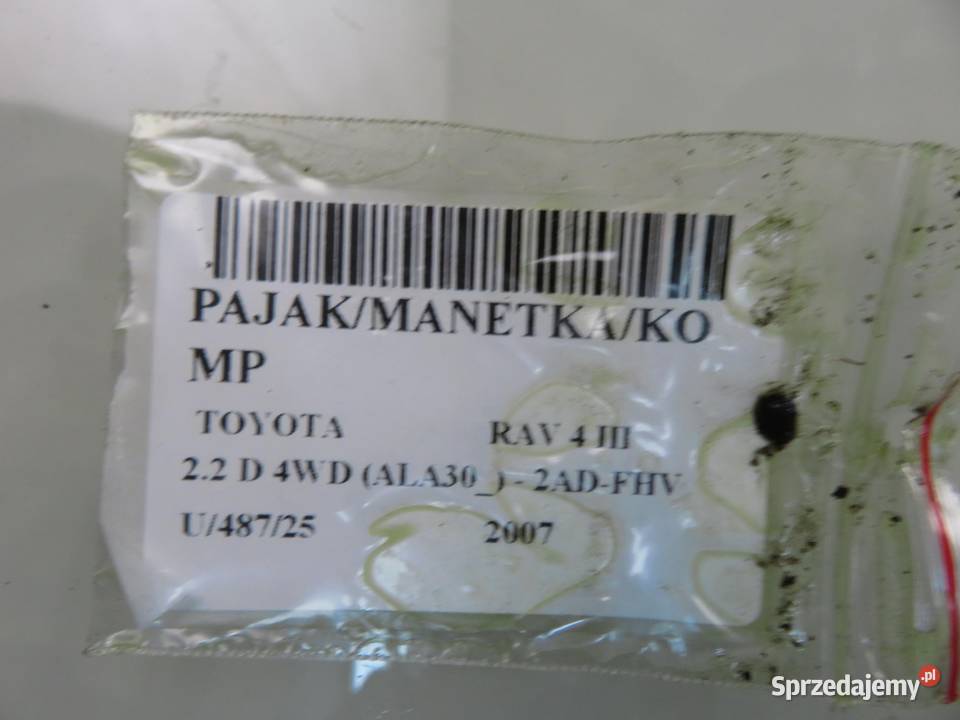 PAJAK/MANETKA/KO
MP
TOYOTA RAV 4 III
2.2 D 4WD (ALA30_) - 2AD-FHV
U/487/25 2007
Sprzedajemy.pl